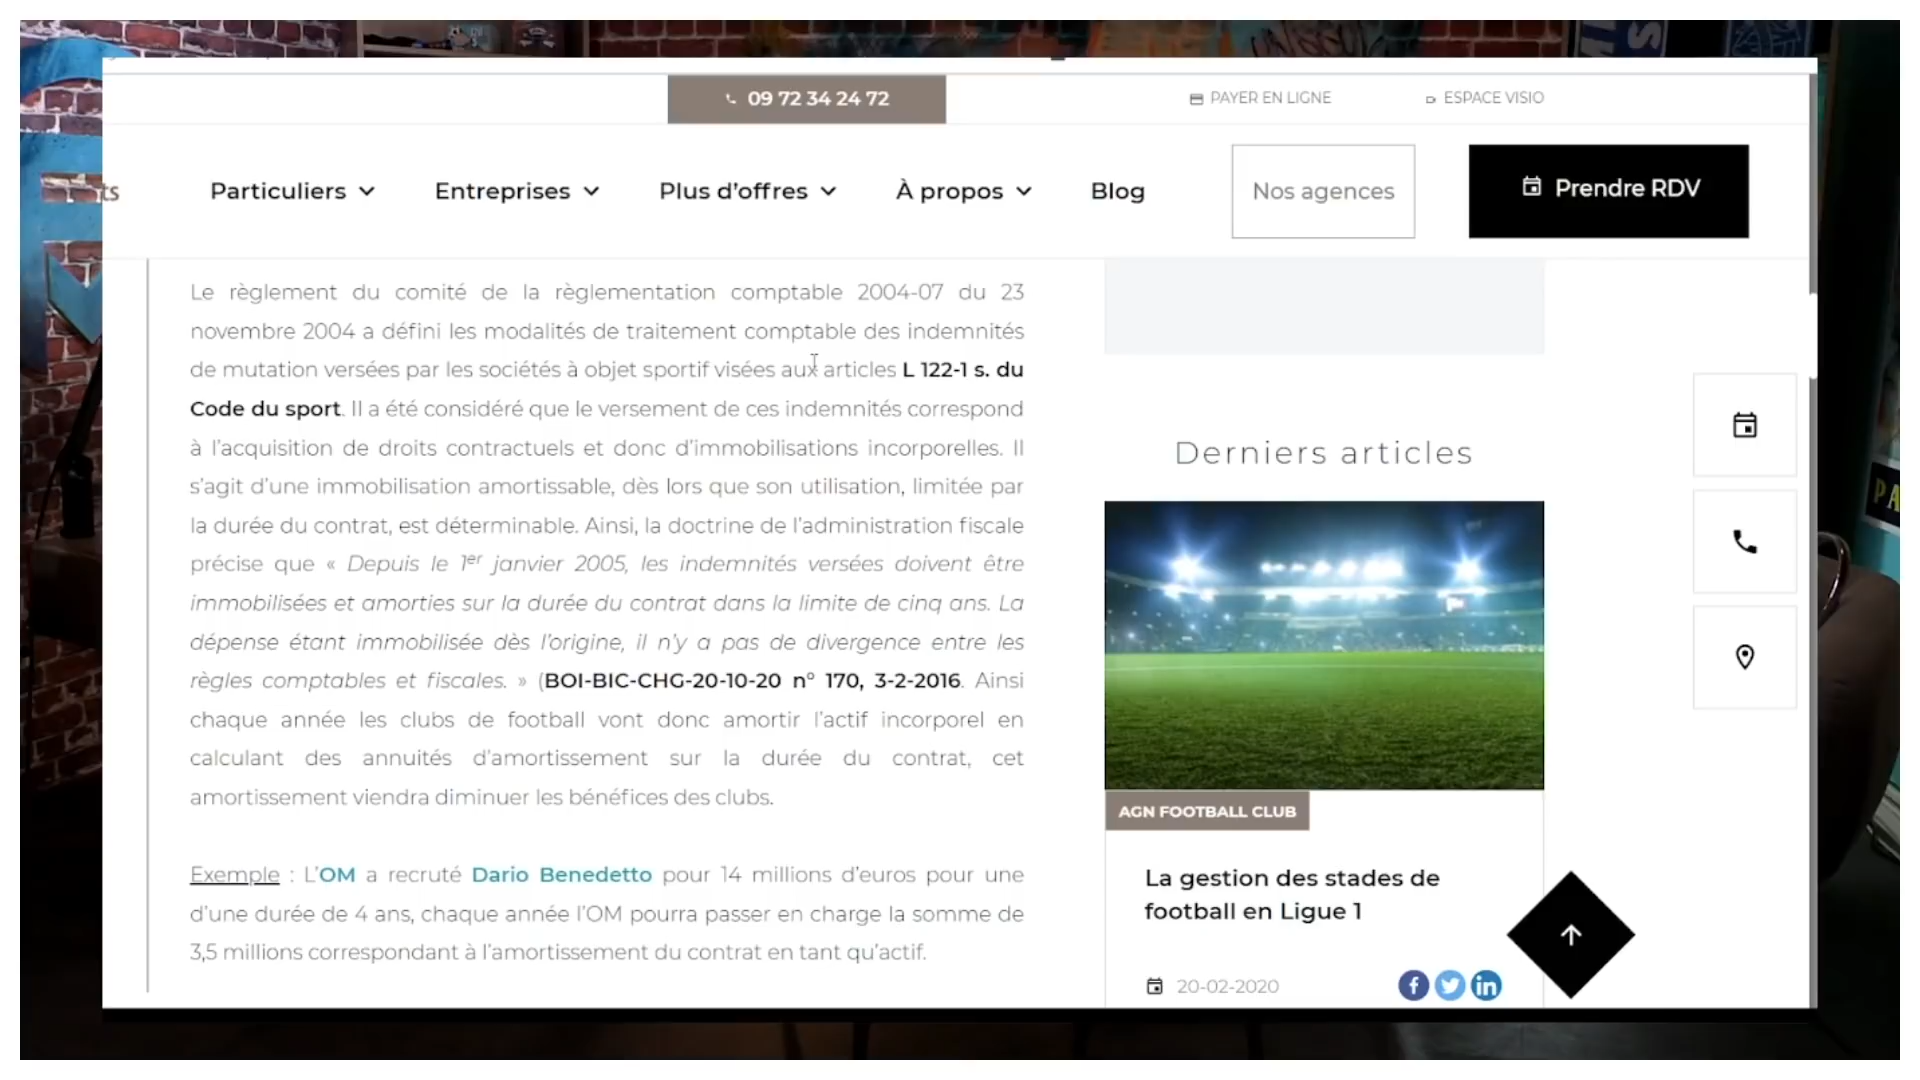 09 72 34 24 72
PAYER EN LIGNE
ESPACE VISIO
ts
Particuliers
Entreprises
Plus d'offres
À propos
Blog
Nos agences
Prendre RDV
Le règlement du comité de la règlementation comptable 2004-07 du 23
novembre 2004 a défini les modalités de traitement comptable des indemnités
de mutation versées par les sociétés à objet sportif visées aux articles L 122-1 s. du
Code du sport. Il a été considéré que le versement de ces indemnités correspond
à l'acquisition de droits contractuels et donc d'immobilisations incorporelles. Il
s'agit d'une immobilisation amortissable, dès lors que son utilisation, limitée par
la durée du contrat, est déterminable. Ainsi, la doctrine de l'administration fiscale
précise que « Depuis le 1er janvier 2005, les indemnités versées doivent être
immobilisées et amorties sur la durée du contrat dans la limite de cinq ans. La
dépense étant immobilisée dès l'origine, il n'y a pas de divergence entre les
règles comptables et fiscales. » (BOI-BIC-CHG-20-10-20 n° 170, 3-2-2016. Ainsi
chaque année les clubs de football vont donc amortir l'actif incorporel en
calculant des annuités d'amortissement sur la durée du contrat, cet
amortissement viendra diminuer les bénéfices des clubs.
Exemple : L'OM a recruté Dario Benedetto pour 14 millions d'euros pour une
d'une durée de 4 ans, chaque année l'OM pourra passer en charge la somme de
3,5 millions correspondant à l'amortissement du contrat en tant qu'actif.
Derniers articles
AGN FOOTBALL CLUB
La gestion des stades de
football en Ligue 1
20-02-2020
PA